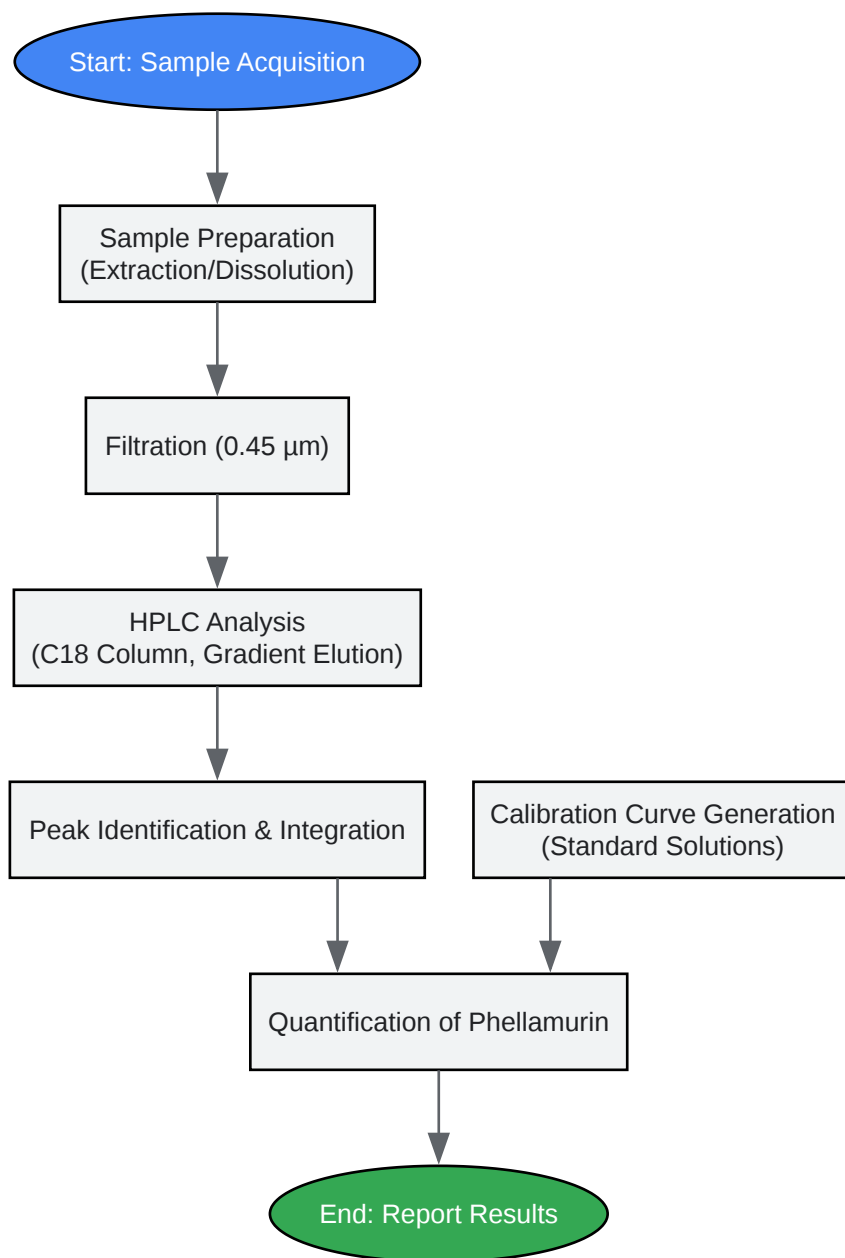 Start: Sample Acquisition
Sample Preparation
(Extraction/Dissolution)
Filtration (0.45 µm)
HPLC Analysis
(C18 Column, Gradient Elution)
Peak Identification & Integration
Calibration Curve Generation
(Standard Solutions)
Quantification of Phellamurin
End: Report Results